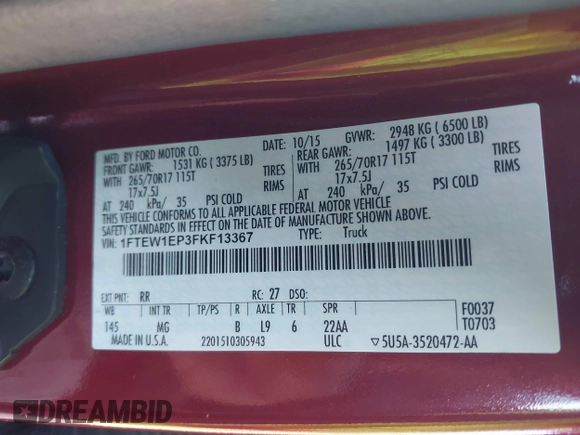 MFD. BY FORD MOTOR CO.
DATE: 10/15 GVWR: 2948 KG ( 6500 LB)
FRONT GAWR: 1531 KG ( 3375 LB)
REAR GAWR: 1497 KG ( 3300 LB)
WITH 265/70R17 115T TIRES
WITH 265/70R17 115T TIRES
17x7.5J RIMS
17x7.5J RIMS
AT 240 kPa/ 35 PSI COLD
AT 240 kPa/ 35 PSI COLD
THIS VEHICLE CONFORMS TO ALL APPLICABLE FEDERAL MOTOR VEHICLE
SAFETY STANDARDS IN EFFECT ON THE DATE OF MANUFACTURE SHOWN ABOVE.
VIN: 1FTEW1EP3FKF13367 TYPE: Truck
EXT PNT: RR RC: 27 DSO:
WB INT TR TP/PS R AXLE TR SPR F0037
145 MG B L9 6 22AA T0703
MADE IN U.S.A. 2201510305943 ULC ▽5U5A-3520472-AA
DREAMBID